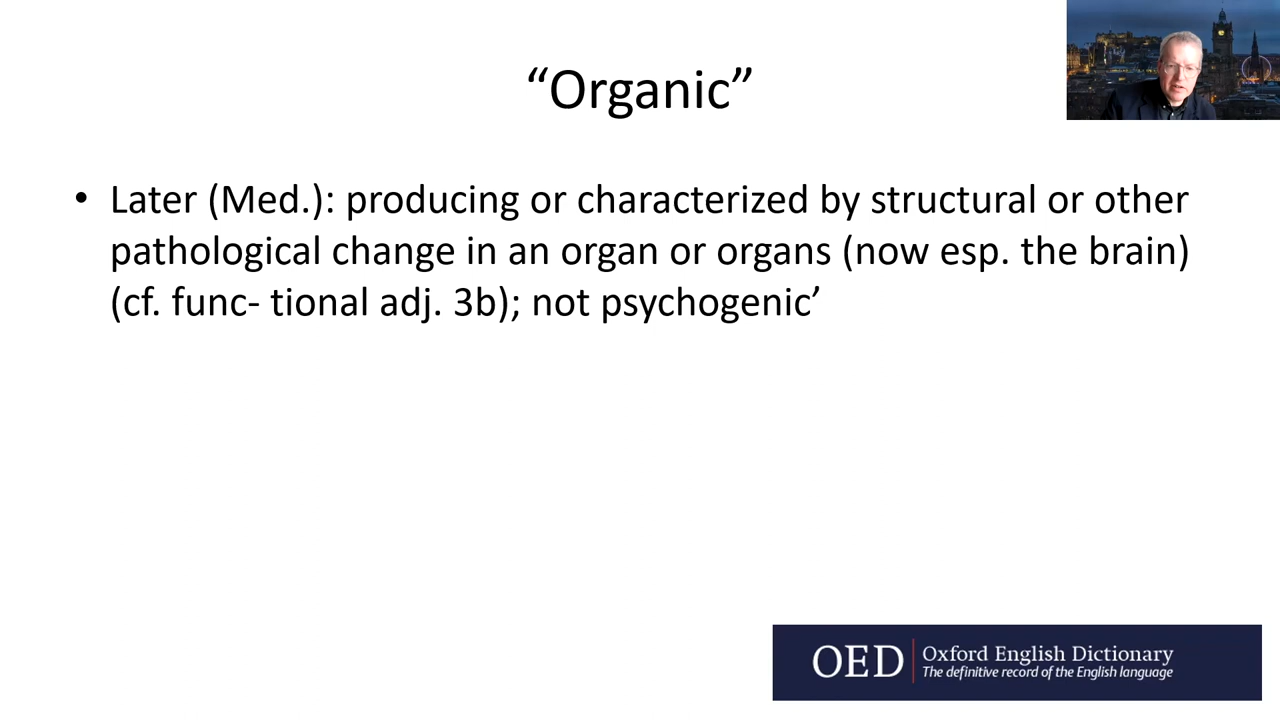 “Organic”
• Later (Med.): producing or characterized by structural or other
pathological change in an organ or organs (now esp. the brain)
(cf. func- tional adj. 3b); not psychogenic’
OED
Oxford English Dictionary
The definitive record of the English language